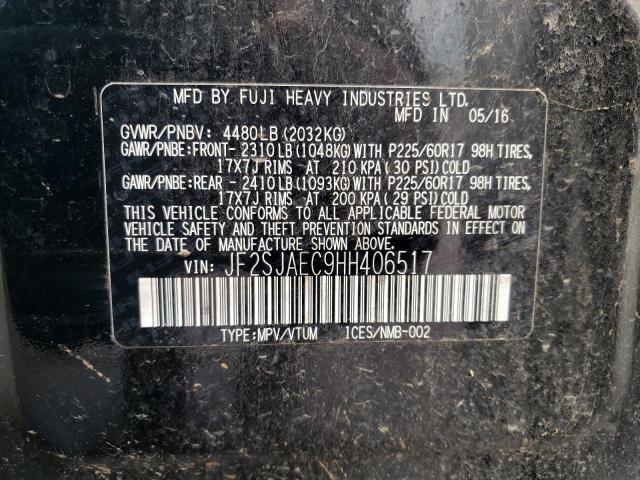 MFD BY FUJI HEAVY INDUSTRIES LTD.
MFD IN 05/16
GVWR/PNBV: 4480LB(2032KG)
GAWR/PNBE:FRONT-2310LB(1048KG)WITH P225/60R17 98H TIRES,
17X7J RIMS AT 210 KPA(30 PSI)COLD
GAWR/PNBE:REAR -2410LB(1093KG)WITH P225/60R17 98H TIRES,
17X7J RIMS AT 200 KPA(29 PSI)COLD
THIS VEHICLE CONFORMS TO ALL APPLICABLE FEDERAL MOTOR
VEHICLE SAFETY AND THEFT PREVENTION STANDARDS IN EFFECT
ON THE DATE OF MANUFACTURE SHOWN ABOVE.
VIN: JF2SJAEC9HH406517
TYPE:MPV/VTUM ICES/NMB-002